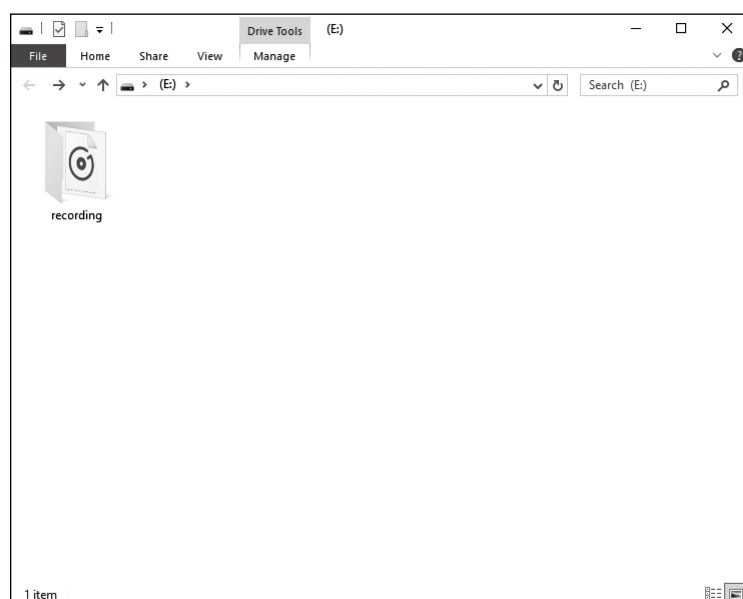 Drive Tools (E:)
File Home Share View Manage
(E:) Search (E:)
recording
1 item